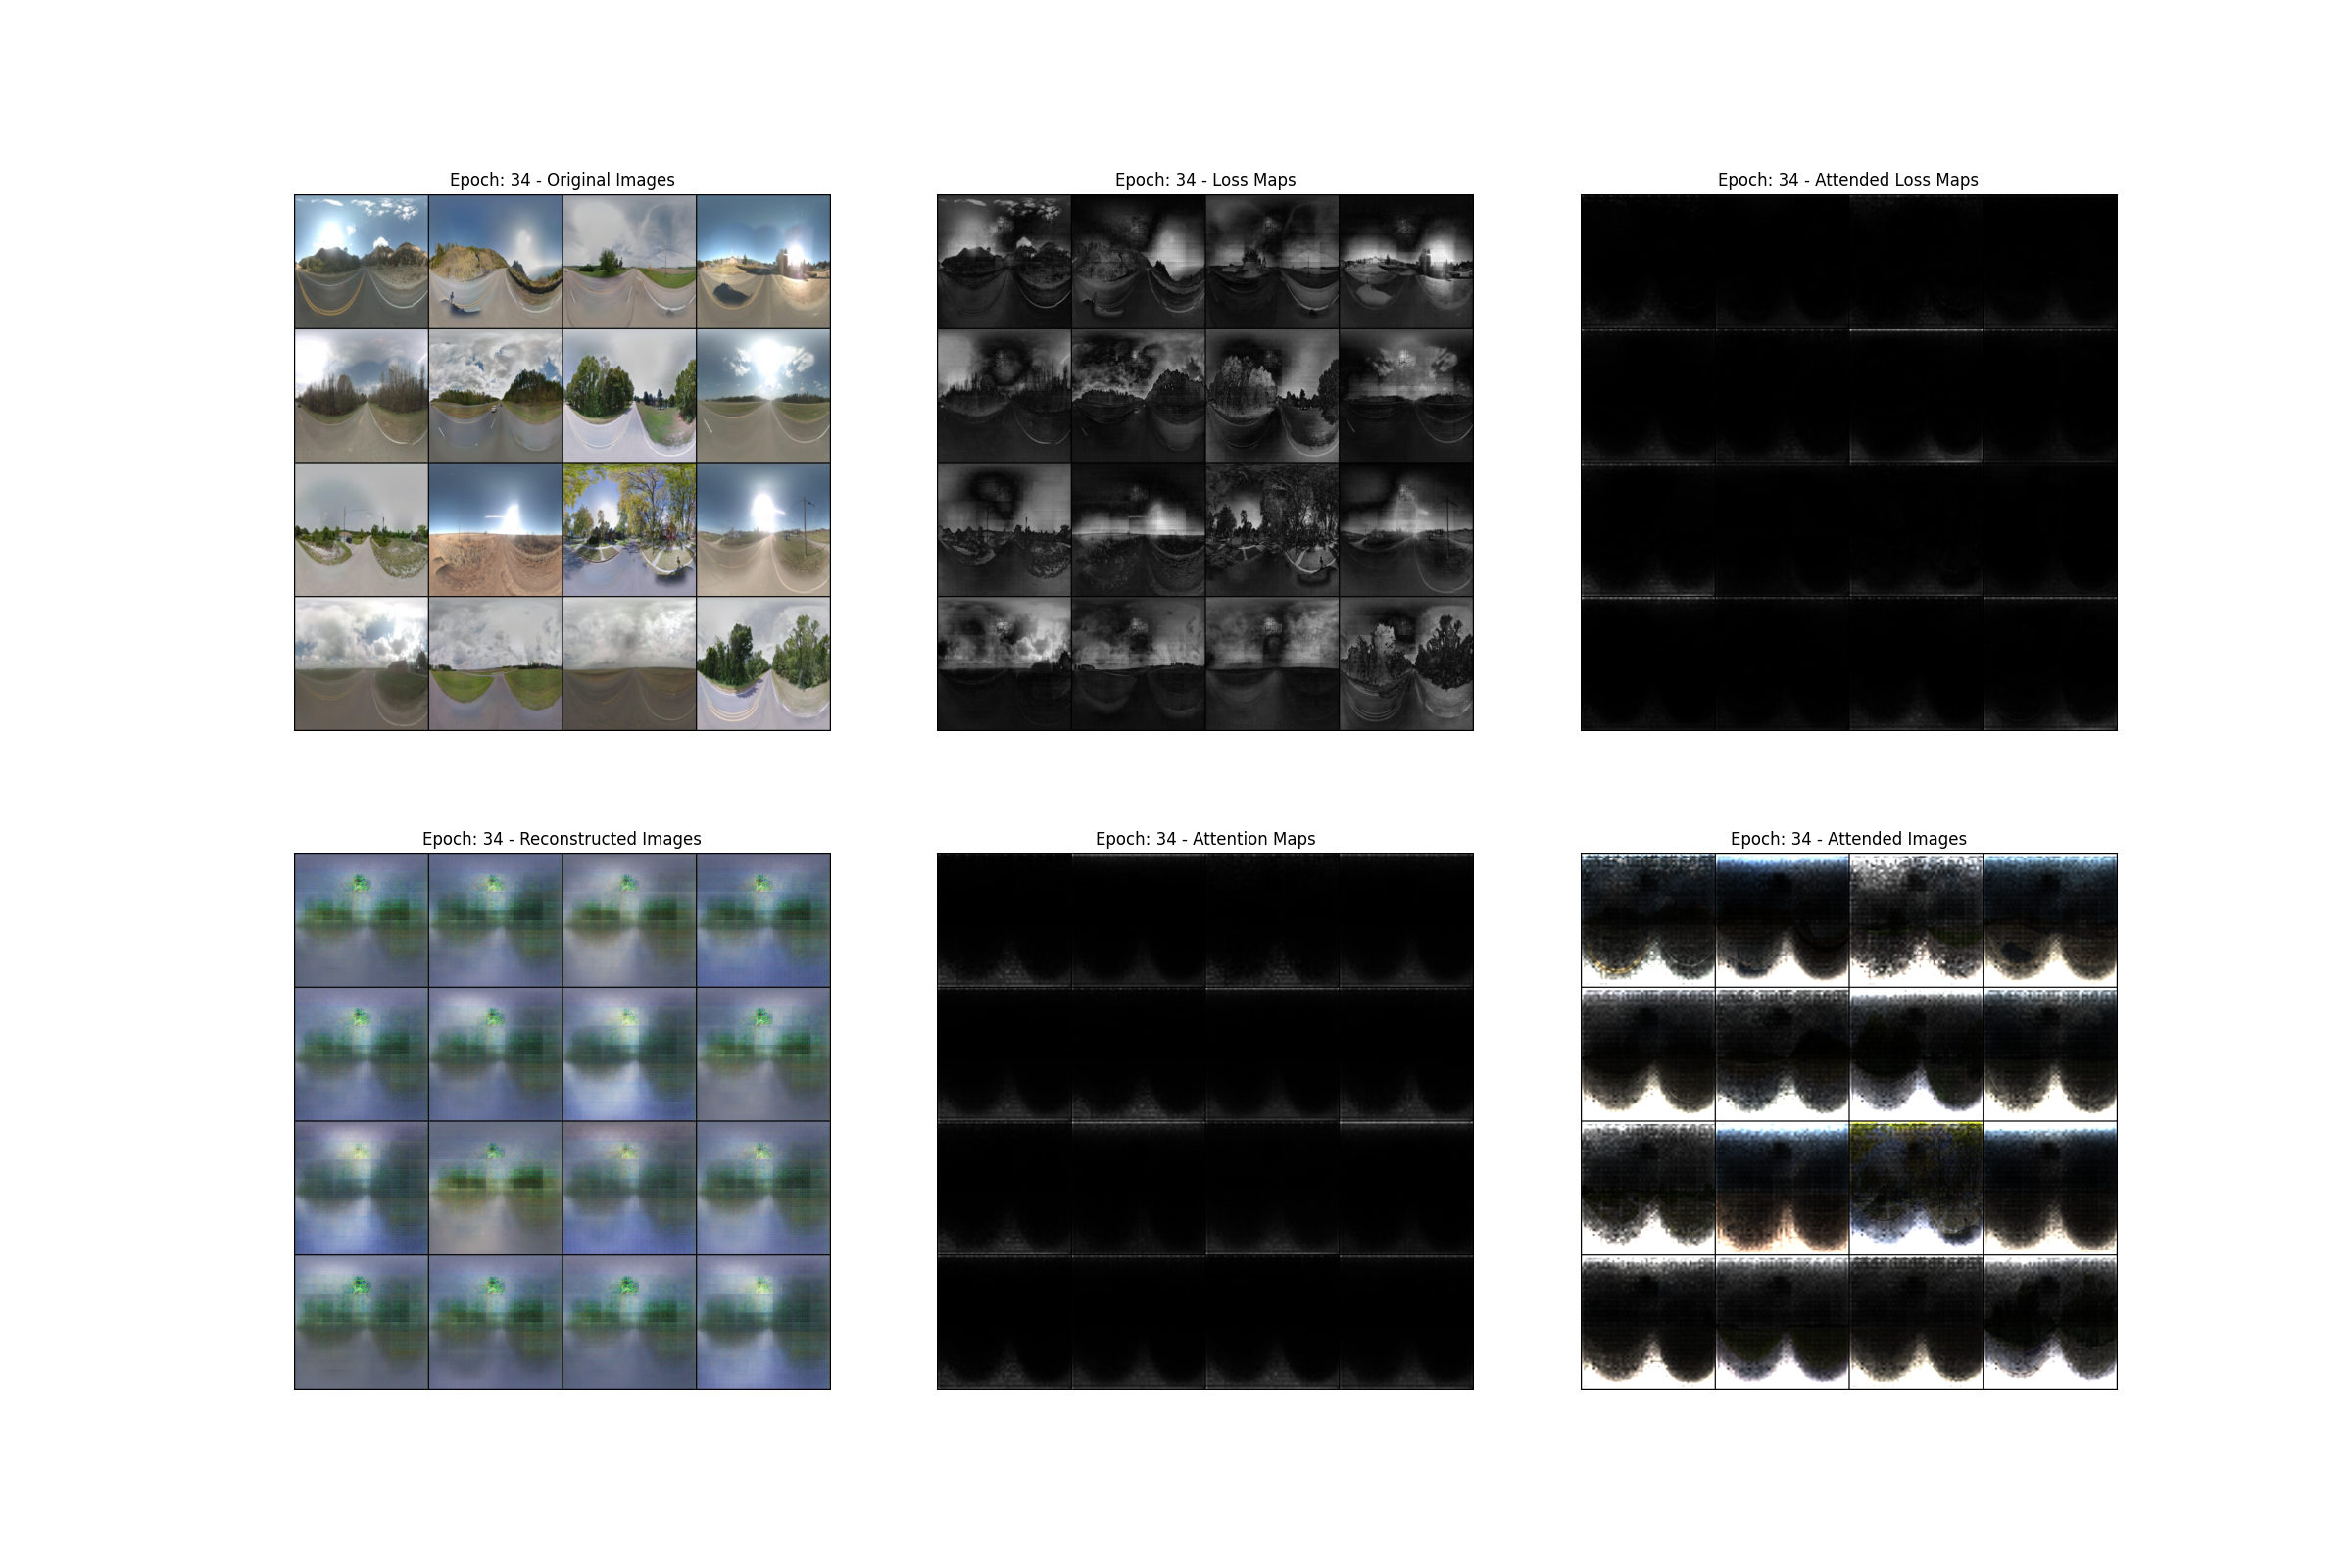 Epoch: 34 - Original Images
Epoch: 34 - Loss Maps
Epoch: 34 - Attended Loss Maps
Epoch: 34 - Reconstructed Images
Epoch: 34 - Attention Maps
Epoch: 34 - Attended Images